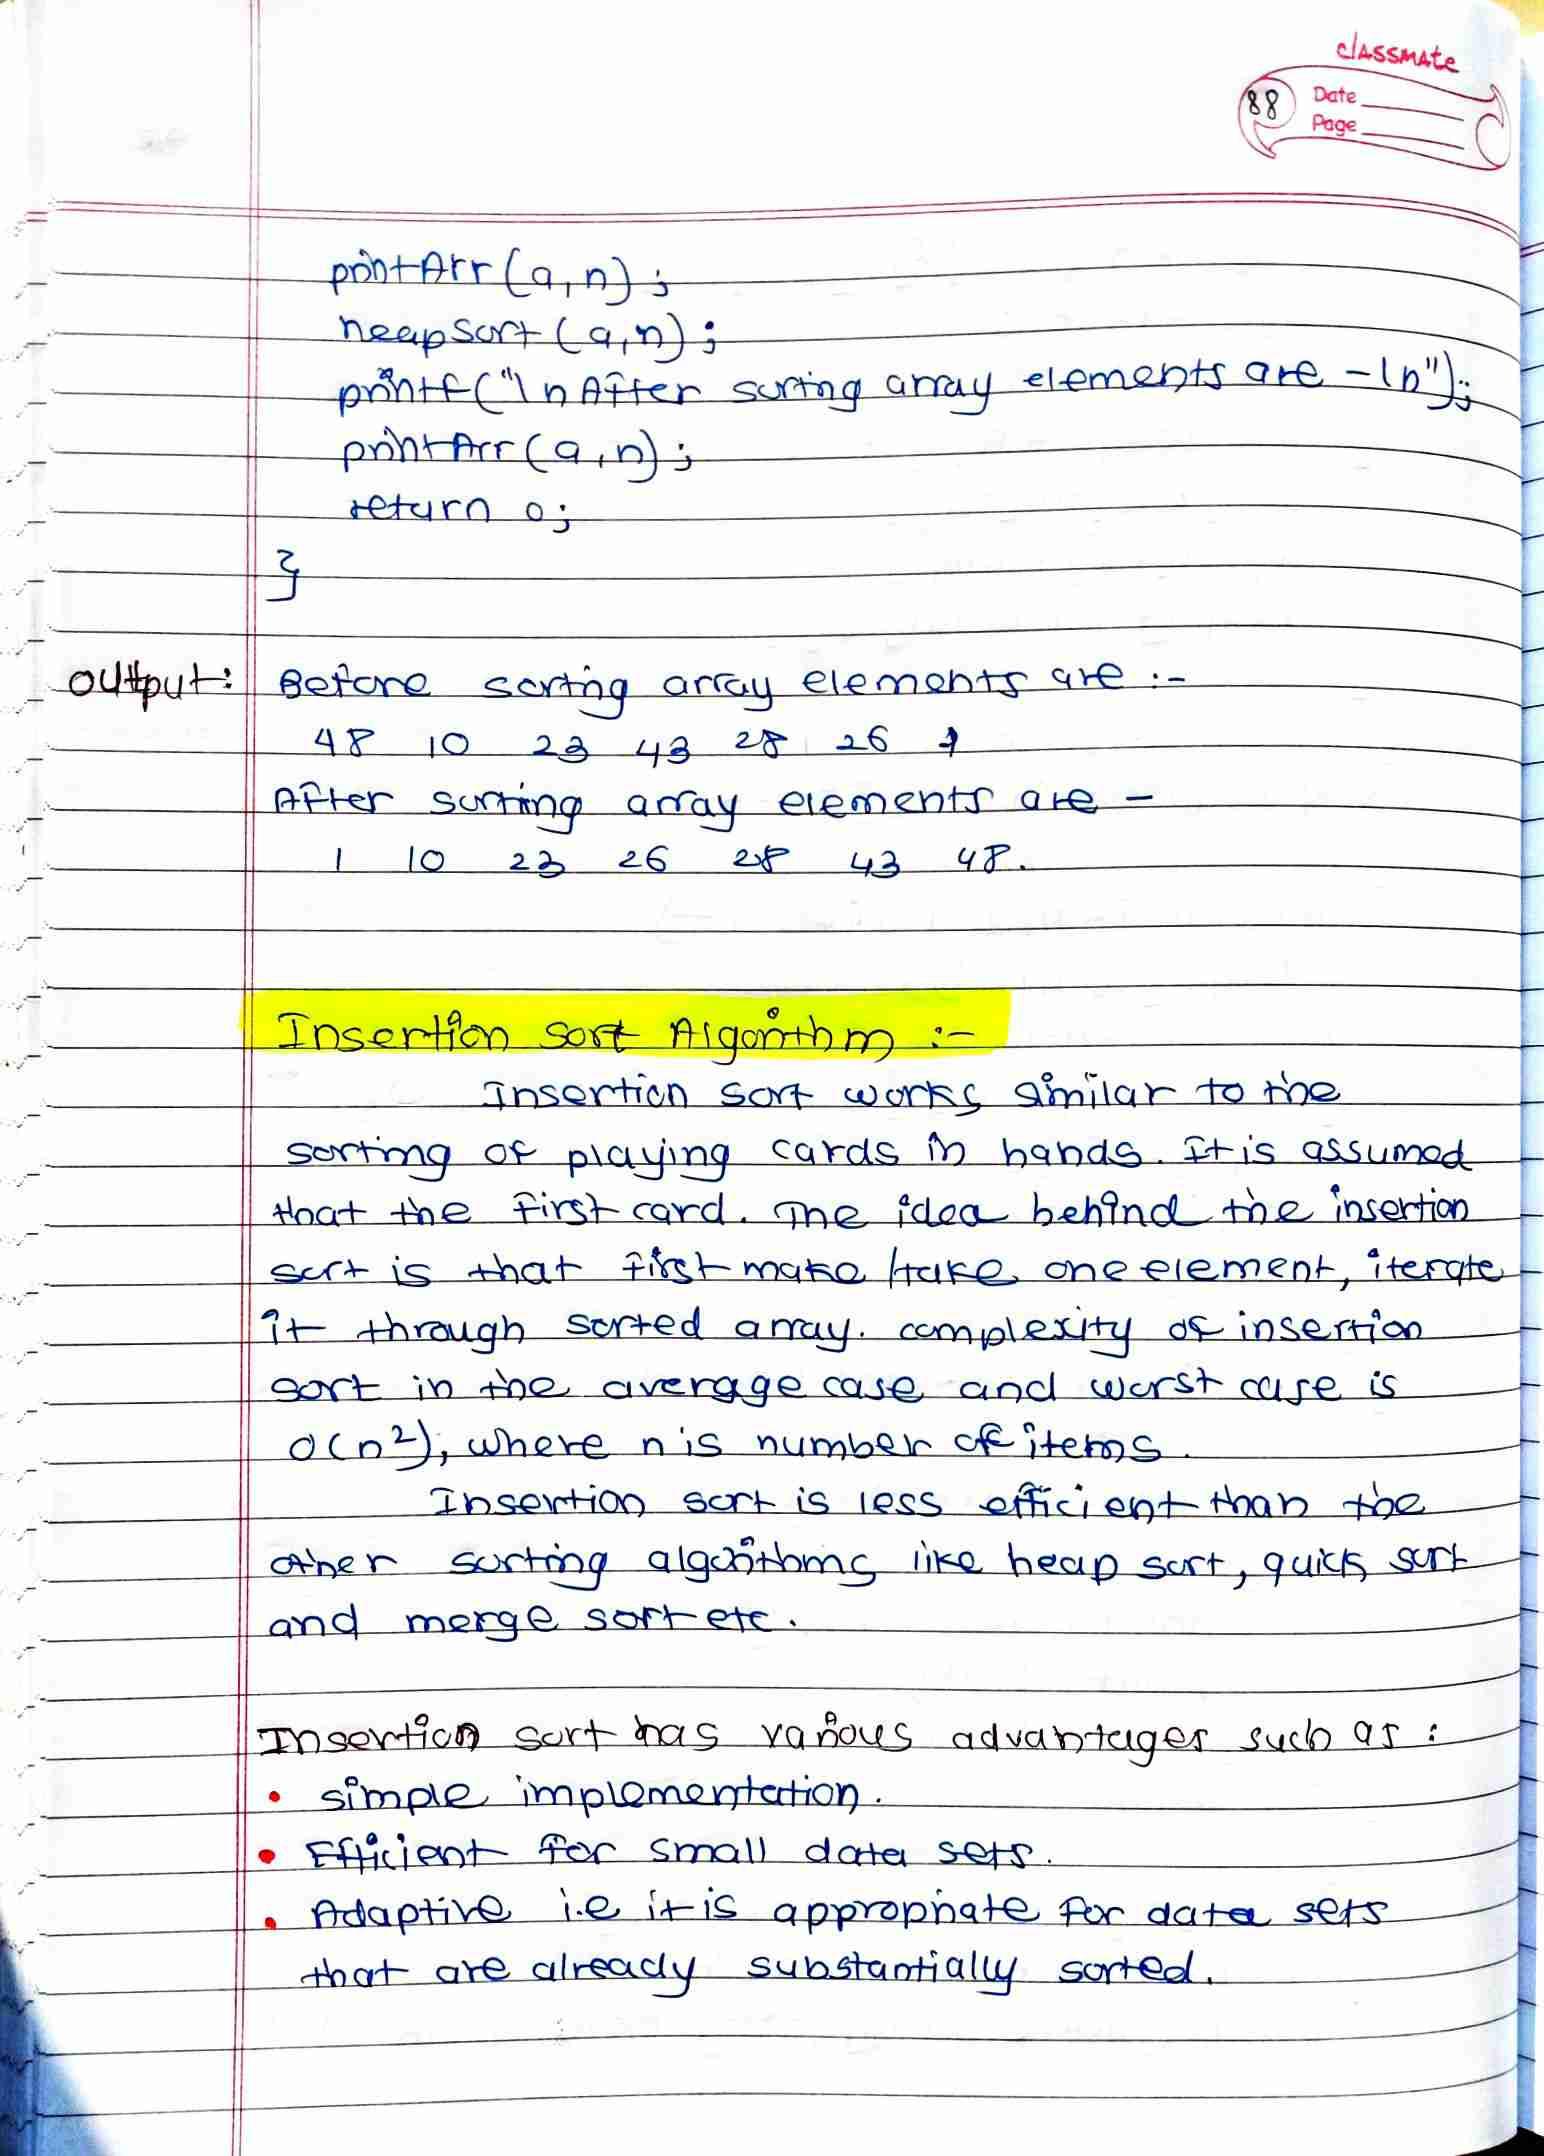 classmate
88
Date
Page
printArr(a,n);
heapSort(a,n);
printf("\n After sorting array elements are -\n");
printArr(a,n);
return 0;
}
output: Before sorting array elements are :-
48 10 23 43 28 26 1
After sorting array elements are -
1 10 23 26 28 43 48.
Insertion sort Algorithm :-
Insertion sort works similar to the
sorting of playing cards in hands. It is assumed
that the first card. The idea behind the insertion
sort is that first make/take one element, iterate
it through sorted array. complexity of insertion
sort in the average case and worst case is
O(n²), where n is number of items.
Insertion sort is less efficient than the
other sorting algorithms like heap sort, quick sort
and merge sort etc.
Insertion sort has various advantages such as :
• simple implementation.
• Efficient for small data sets.
• Adaptive i.e it is appropriate for data sets
that are already substantially sorted.